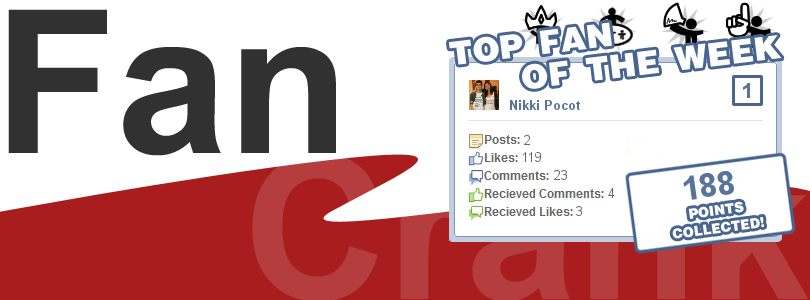 Fan
TOP FAN
OF THE WEEK
1
Nikki Pocot
Posts: 2
Likes: 119
Comments: 23
Recieved Comments: 4
Recieved Likes: 3
188
POINTS
COLLECTED!
Crank